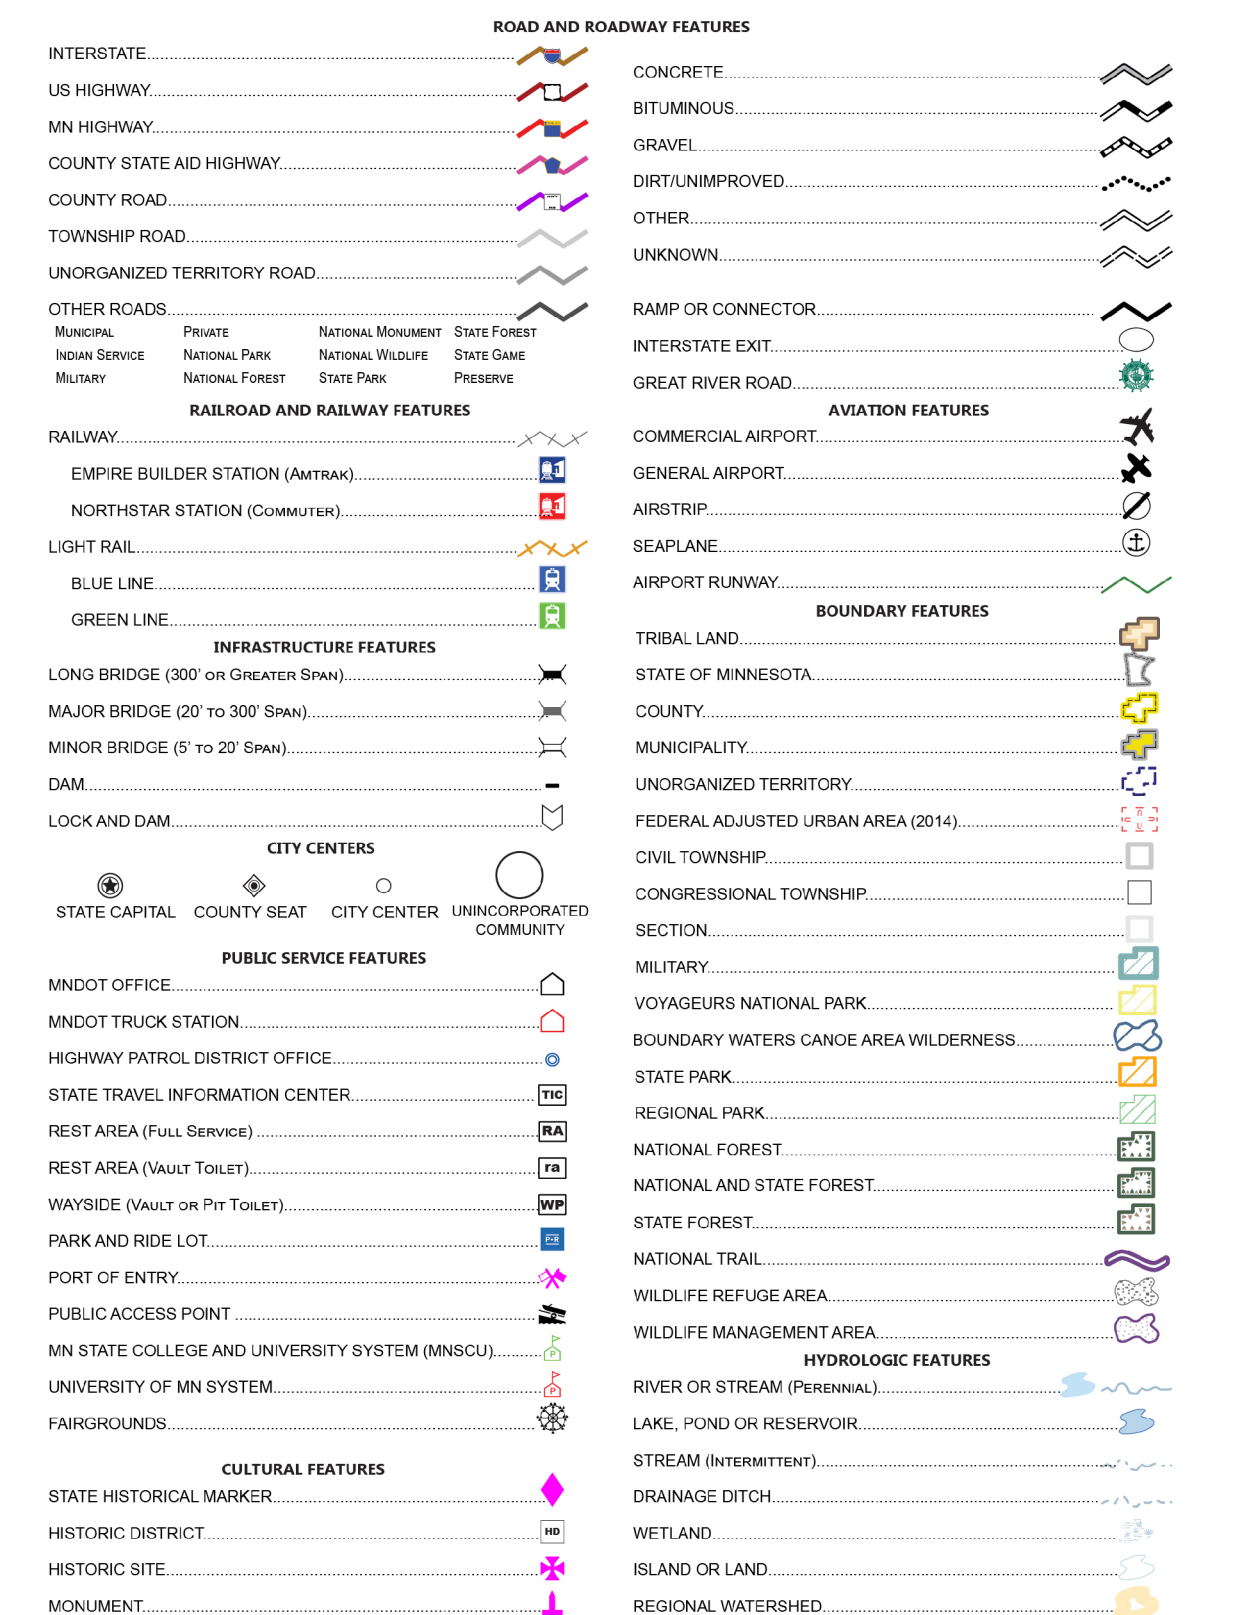 ROAD AND ROADWAY FEATURES
INTERSTATE
US HIGHWAY
MN HIGHWAY
COUNTY STATE AID HIGHWAY
COUNTY ROAD
TOWNSHIP ROAD
UNORGANIZED TERRITORY ROAD
OTHER ROADS
MUNICIPAL PRIVATE NATIONAL MONUMENT STATE FOREST
INDIAN SERVICE NATIONAL PARK NATIONAL WILDLIFE STATE GAME
MILITARY NATIONAL FOREST STATE PARK PRESERVE
CONCRETE
BITUMINOUS
GRAVEL
DIRT/UNIMPROVED
OTHER
UNKNOWN
RAMP OR CONNECTOR
INTERSTATE EXIT
GREAT RIVER ROAD
RAILROAD AND RAILWAY FEATURES
RAILWAY
EMPIRE BUILDER STATION (AMTRAK)
NORTHSTAR STATION (COMMUTER)
LIGHT RAIL
BLUE LINE
GREEN LINE
INFRASTRUCTURE FEATURES
LONG BRIDGE (300' OR GREATER SPAN)
MAJOR BRIDGE (20' TO 300' SPAN)
MINOR BRIDGE (5' TO 20' SPAN)
DAM
LOCK AND DAM
CITY CENTERS
STATE CAPITAL COUNTY SEAT CITY CENTER UNINCORPORATED
COMMUNITY
PUBLIC SERVICE FEATURES
MNDOT OFFICE
MNDOT TRUCK STATION
HIGHWAY PATROL DISTRICT OFFICE
STATE TRAVEL INFORMATION CENTER TIC
REST AREA (FULL SERVICE) RA
REST AREA (VAULT TOILET) ra
WAYSIDE (VAULT OR PIT TOILET) WP
PARK AND RIDE LOT P•R
PORT OF ENTRY
PUBLIC ACCESS POINT
MN STATE COLLEGE AND UNIVERSITY SYSTEM (MNSCU) P
UNIVERSITY OF MN SYSTEM P
FAIRGROUNDS
CULTURAL FEATURES
STATE HISTORICAL MARKER
HISTORIC DISTRICT HD
HISTORIC SITE
MONUMENT
AVIATION FEATURES
COMMERCIAL AIRPORT
GENERAL AIRPORT
AIRSTRIP
SEAPLANE
AIRPORT RUNWAY
BOUNDARY FEATURES
TRIBAL LAND
STATE OF MINNESOTA
COUNTY
MUNICIPALITY
UNORGANIZED TERRITORY
FEDERAL ADJUSTED URBAN AREA (2014)
CIVIL TOWNSHIP
CONGRESSIONAL TOWNSHIP
SECTION
MILITARY
VOYAGEURS NATIONAL PARK
BOUNDARY WATERS CANOE AREA WILDERNESS
STATE PARK
REGIONAL PARK
NATIONAL FOREST
NATIONAL AND STATE FOREST
STATE FOREST
NATIONAL TRAIL
WILDLIFE REFUGE AREA
WILDLIFE MANAGEMENT AREA
HYDROLOGIC FEATURES
RIVER OR STREAM (PERENNIAL)
LAKE, POND OR RESERVOIR
STREAM (INTERMITTENT)
DRAINAGE DITCH
WETLAND
ISLAND OR LAND
REGIONAL WATERSHED